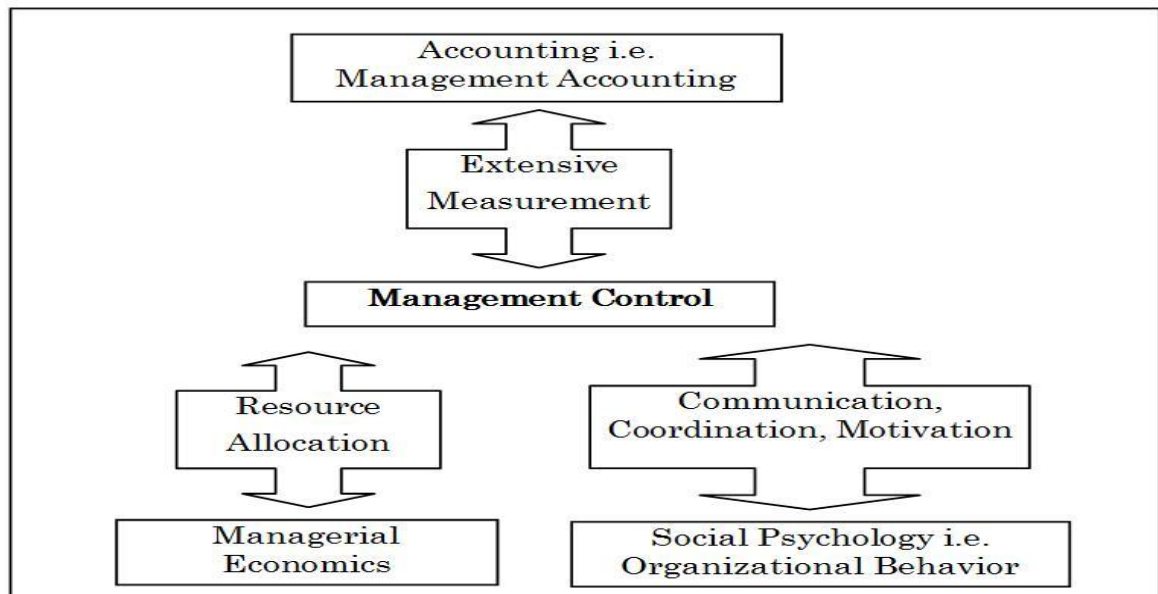 Accounting i.e.
Management Accounting
Extensive
Measurement
Management Control
Resource
Allocation
Communication,
Coordination, Motivation
Managerial
Economics
Social Psychology i.e.
Organizational Behavior